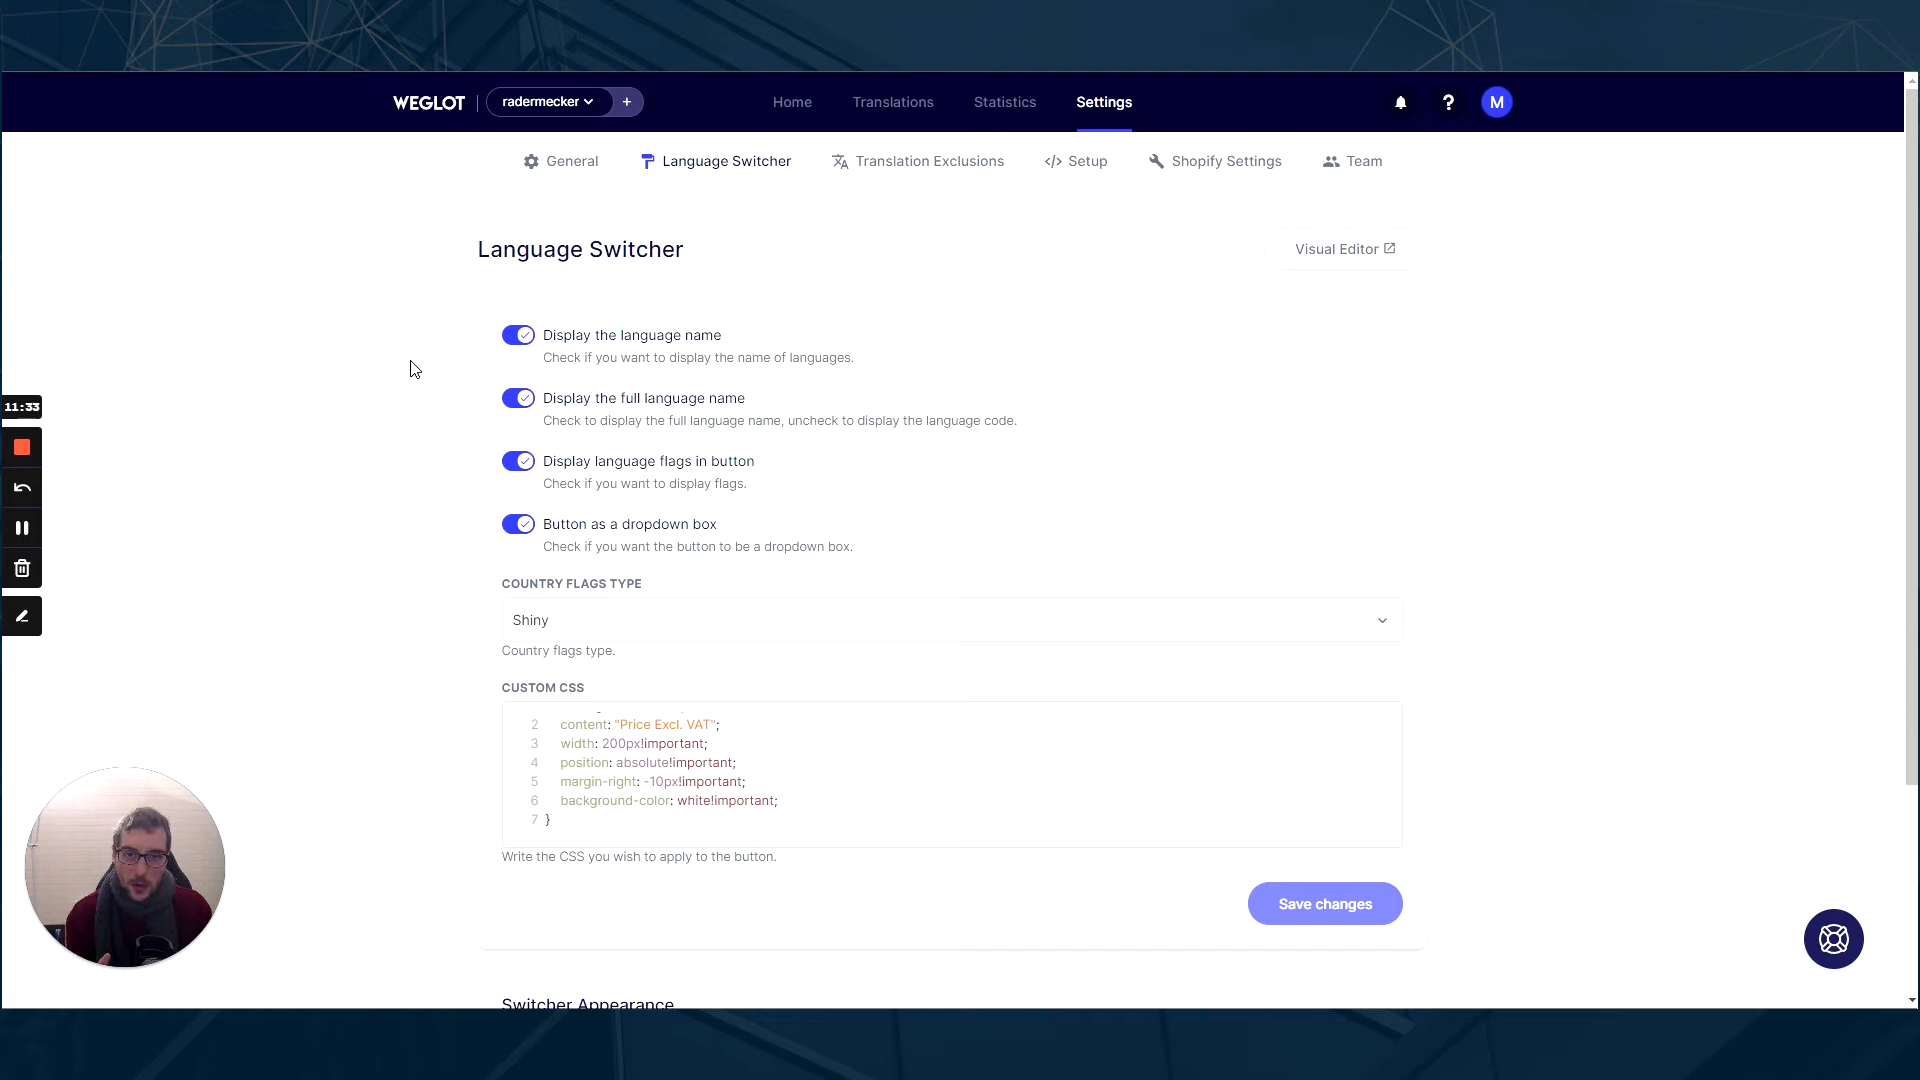 WEGLOT
radermecker
+
Home
Translations
Statistics
Settings
?
M
General
Language Switcher
Translation Exclusions
</> Setup
Shopify Settings
Team
Language Switcher
Visual Editor
Display the language name
Check if you want to display the name of languages.
Display the full language name
Check to display the full language name, uncheck to display the language code.
Display language flags in button
Check if you want to display flags.
Button as a dropdown box
Check if you want the button to be a dropdown box.
COUNTRY FLAGS TYPE
Shiny
Country flags type.
CUSTOM CSS
2 content: "Price Excl. VAT";
3 width: 200px!important;
4 position: absolute!important;
5 margin-right: -10px!important;
6 background-color: white!important;
7 }
Write the CSS you wish to apply to the button.
Save changes
Switcher Appearance
11:33